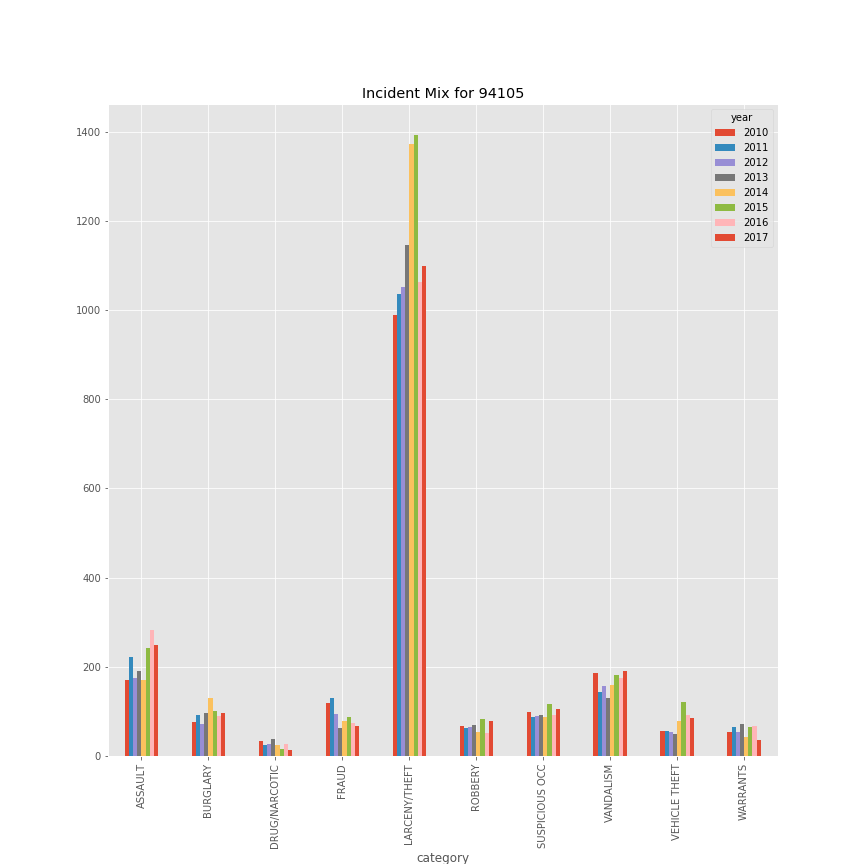 Incident Mix for 94105
year
2010
2011
2012
2013
2014
2015
2016
2017
1400
1200
1000
800
600
400
200
0
ASSAULT
BURGLARY
DRUG/NARCOTIC
FRAUD
LARCENY/THEFT
ROBBERY
SUSPICIOUS OCC
VANDALISM
VEHICLE THEFT
WARRANTS
category